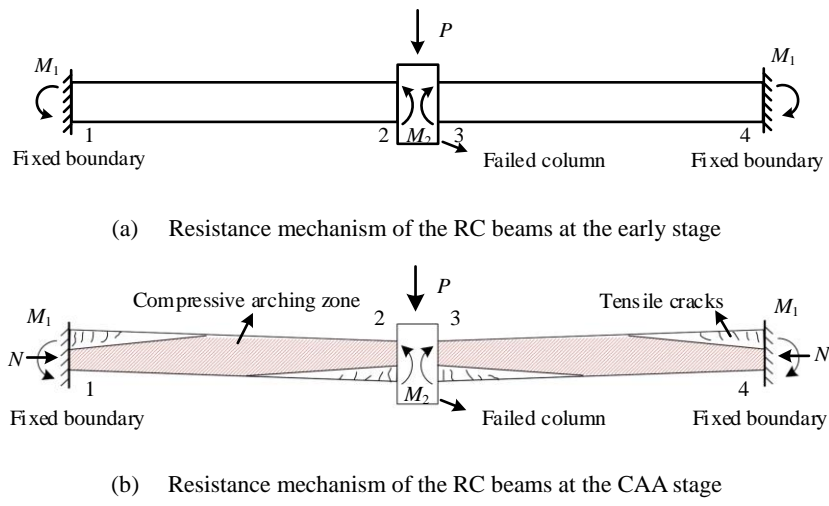 P
M₁
M₁
1
2
M₂
3
4
Fixed boundary
Failed column
Fixed boundary
(a) Resistance mechanism of the RC beams at the early stage
P
Compressive arching zone
Tensile cracks
M₁
2
3
M₁
N
N
1
M₂
4
Fixed boundary
Failed column
Fixed boundary
(b) Resistance mechanism of the RC beams at the CAA stage